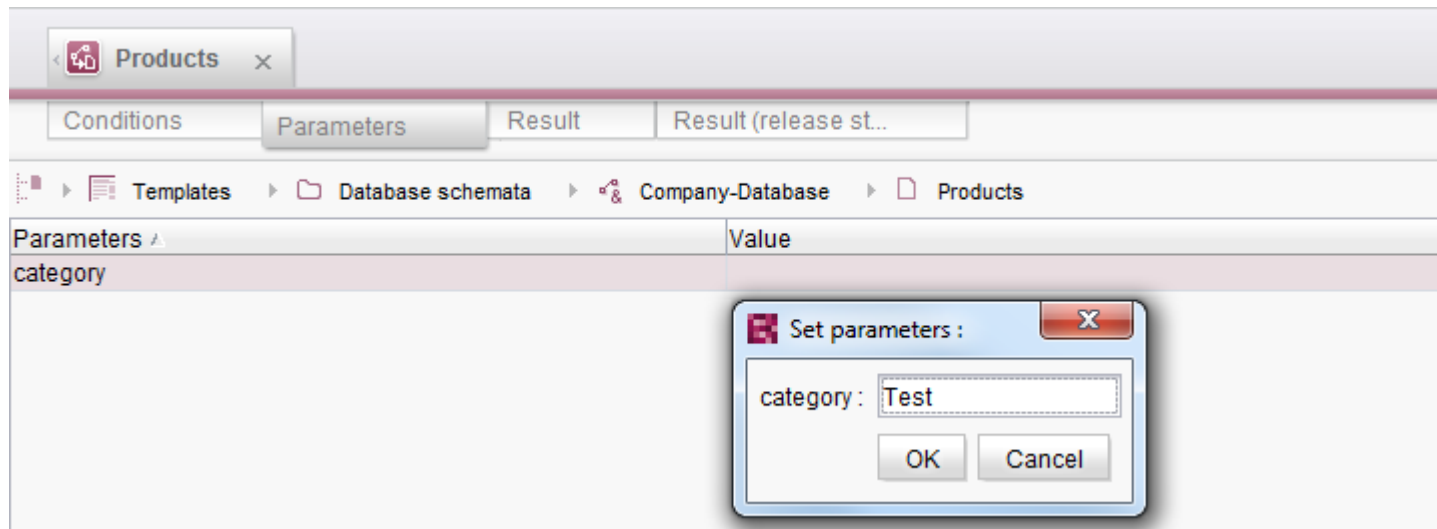 Products
Conditions Parameters Result Result (release st...
Templates Database schemata Company-Database Products
Parameters Value
category
Set parameters :
category : Test
OK Cancel